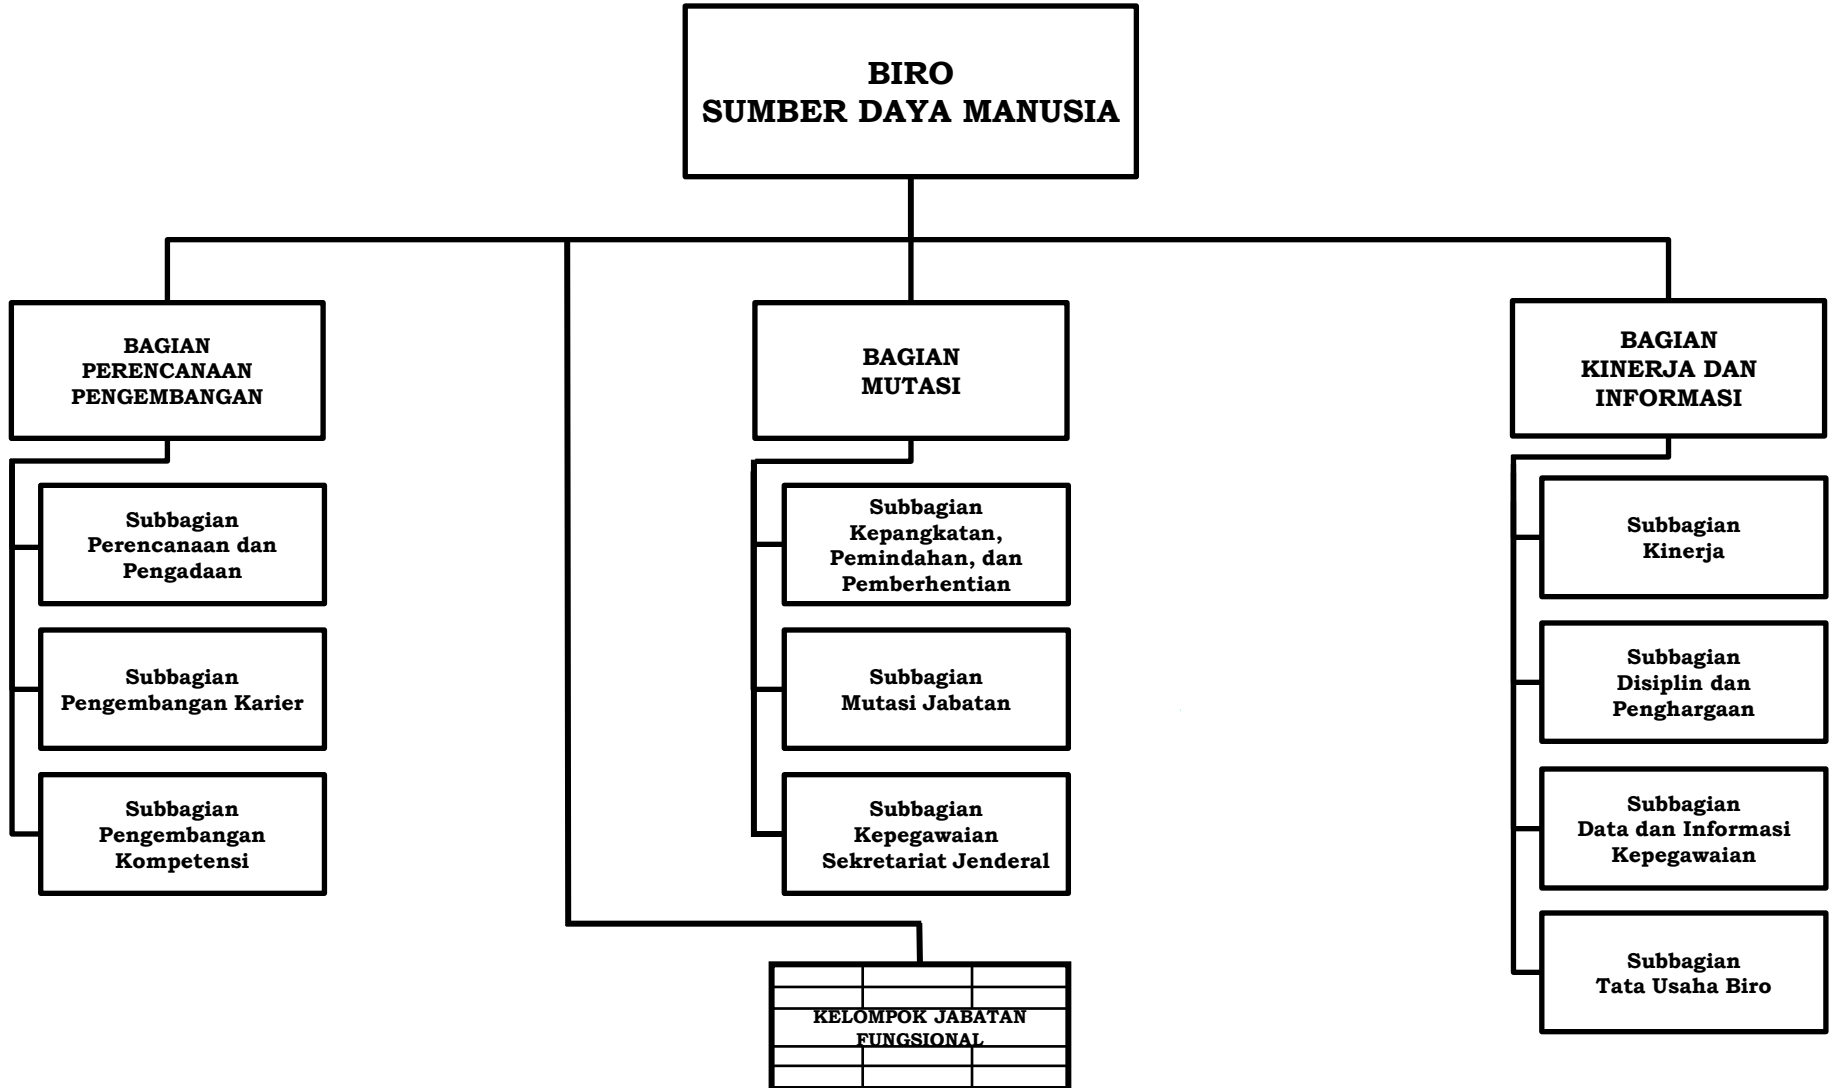 BIRO
SUMBER DAYA MANUSIA
BAGIAN
PERENCANAAN
PENGEMBANGAN
Subbagian
Perencanaan dan
Pengadaan
Subbagian
Pengembangan Karier
Subbagian
Pengembangan
Kompetensi
BAGIAN
MUTASI
Subbagian
Kepangkatan,
Pemindahan, dan
Pemberhentian
Subbagian
Mutasi Jabatan
Subbagian
Kepegawaian
Sekretariat Jenderal
KELOMPOK JABATAN
FUNGSIONAL
BAGIAN
KINERJA DAN
INFORMASI
Subbagian
Kinerja
Subbagian
Disiplin dan
Penghargaan
Subbagian
Data dan Informasi
Kepegawaian
Subbagian
Tata Usaha Biro